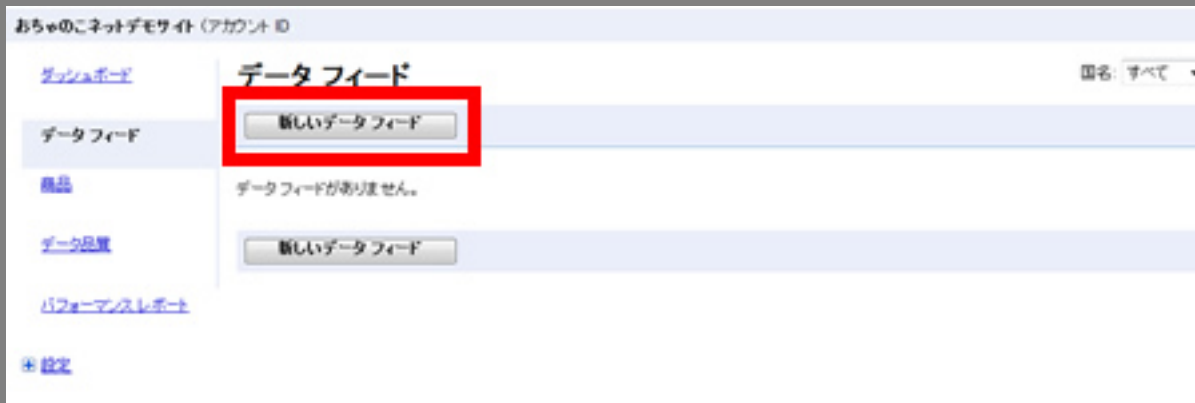 おちゃのこネットデモサイト (アカウント ID
ダッシュボード
データ フィード
国名: すべて
新しいデータ フィード
データ フィード
商品
データ フィードがありません。
データ品質
新しいデータ フィード
パフォーマンス レポート
設定